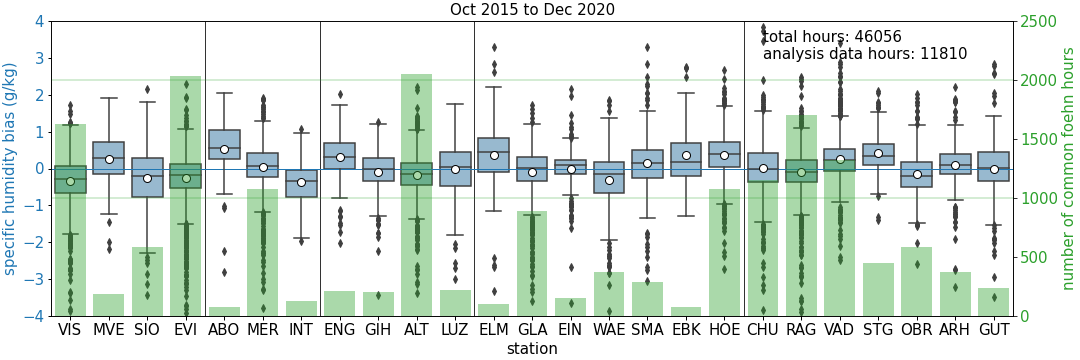 Oct 2015 to Dec 2020
total hours: 46056
analysis data hours: 11810
specific humidity bias (g/kg)
4
3
2
1
0
−1
−2
−3
−4
2500
2000
1500
1000
500
0
number of common foehn hours
VIS MVE SIO EVI ABO MER INT ENG GIH ALT LUZ ELM GLA EIN WAE SMA EBK HOE CHU RAG VAD STG OBR ARH GUT
station